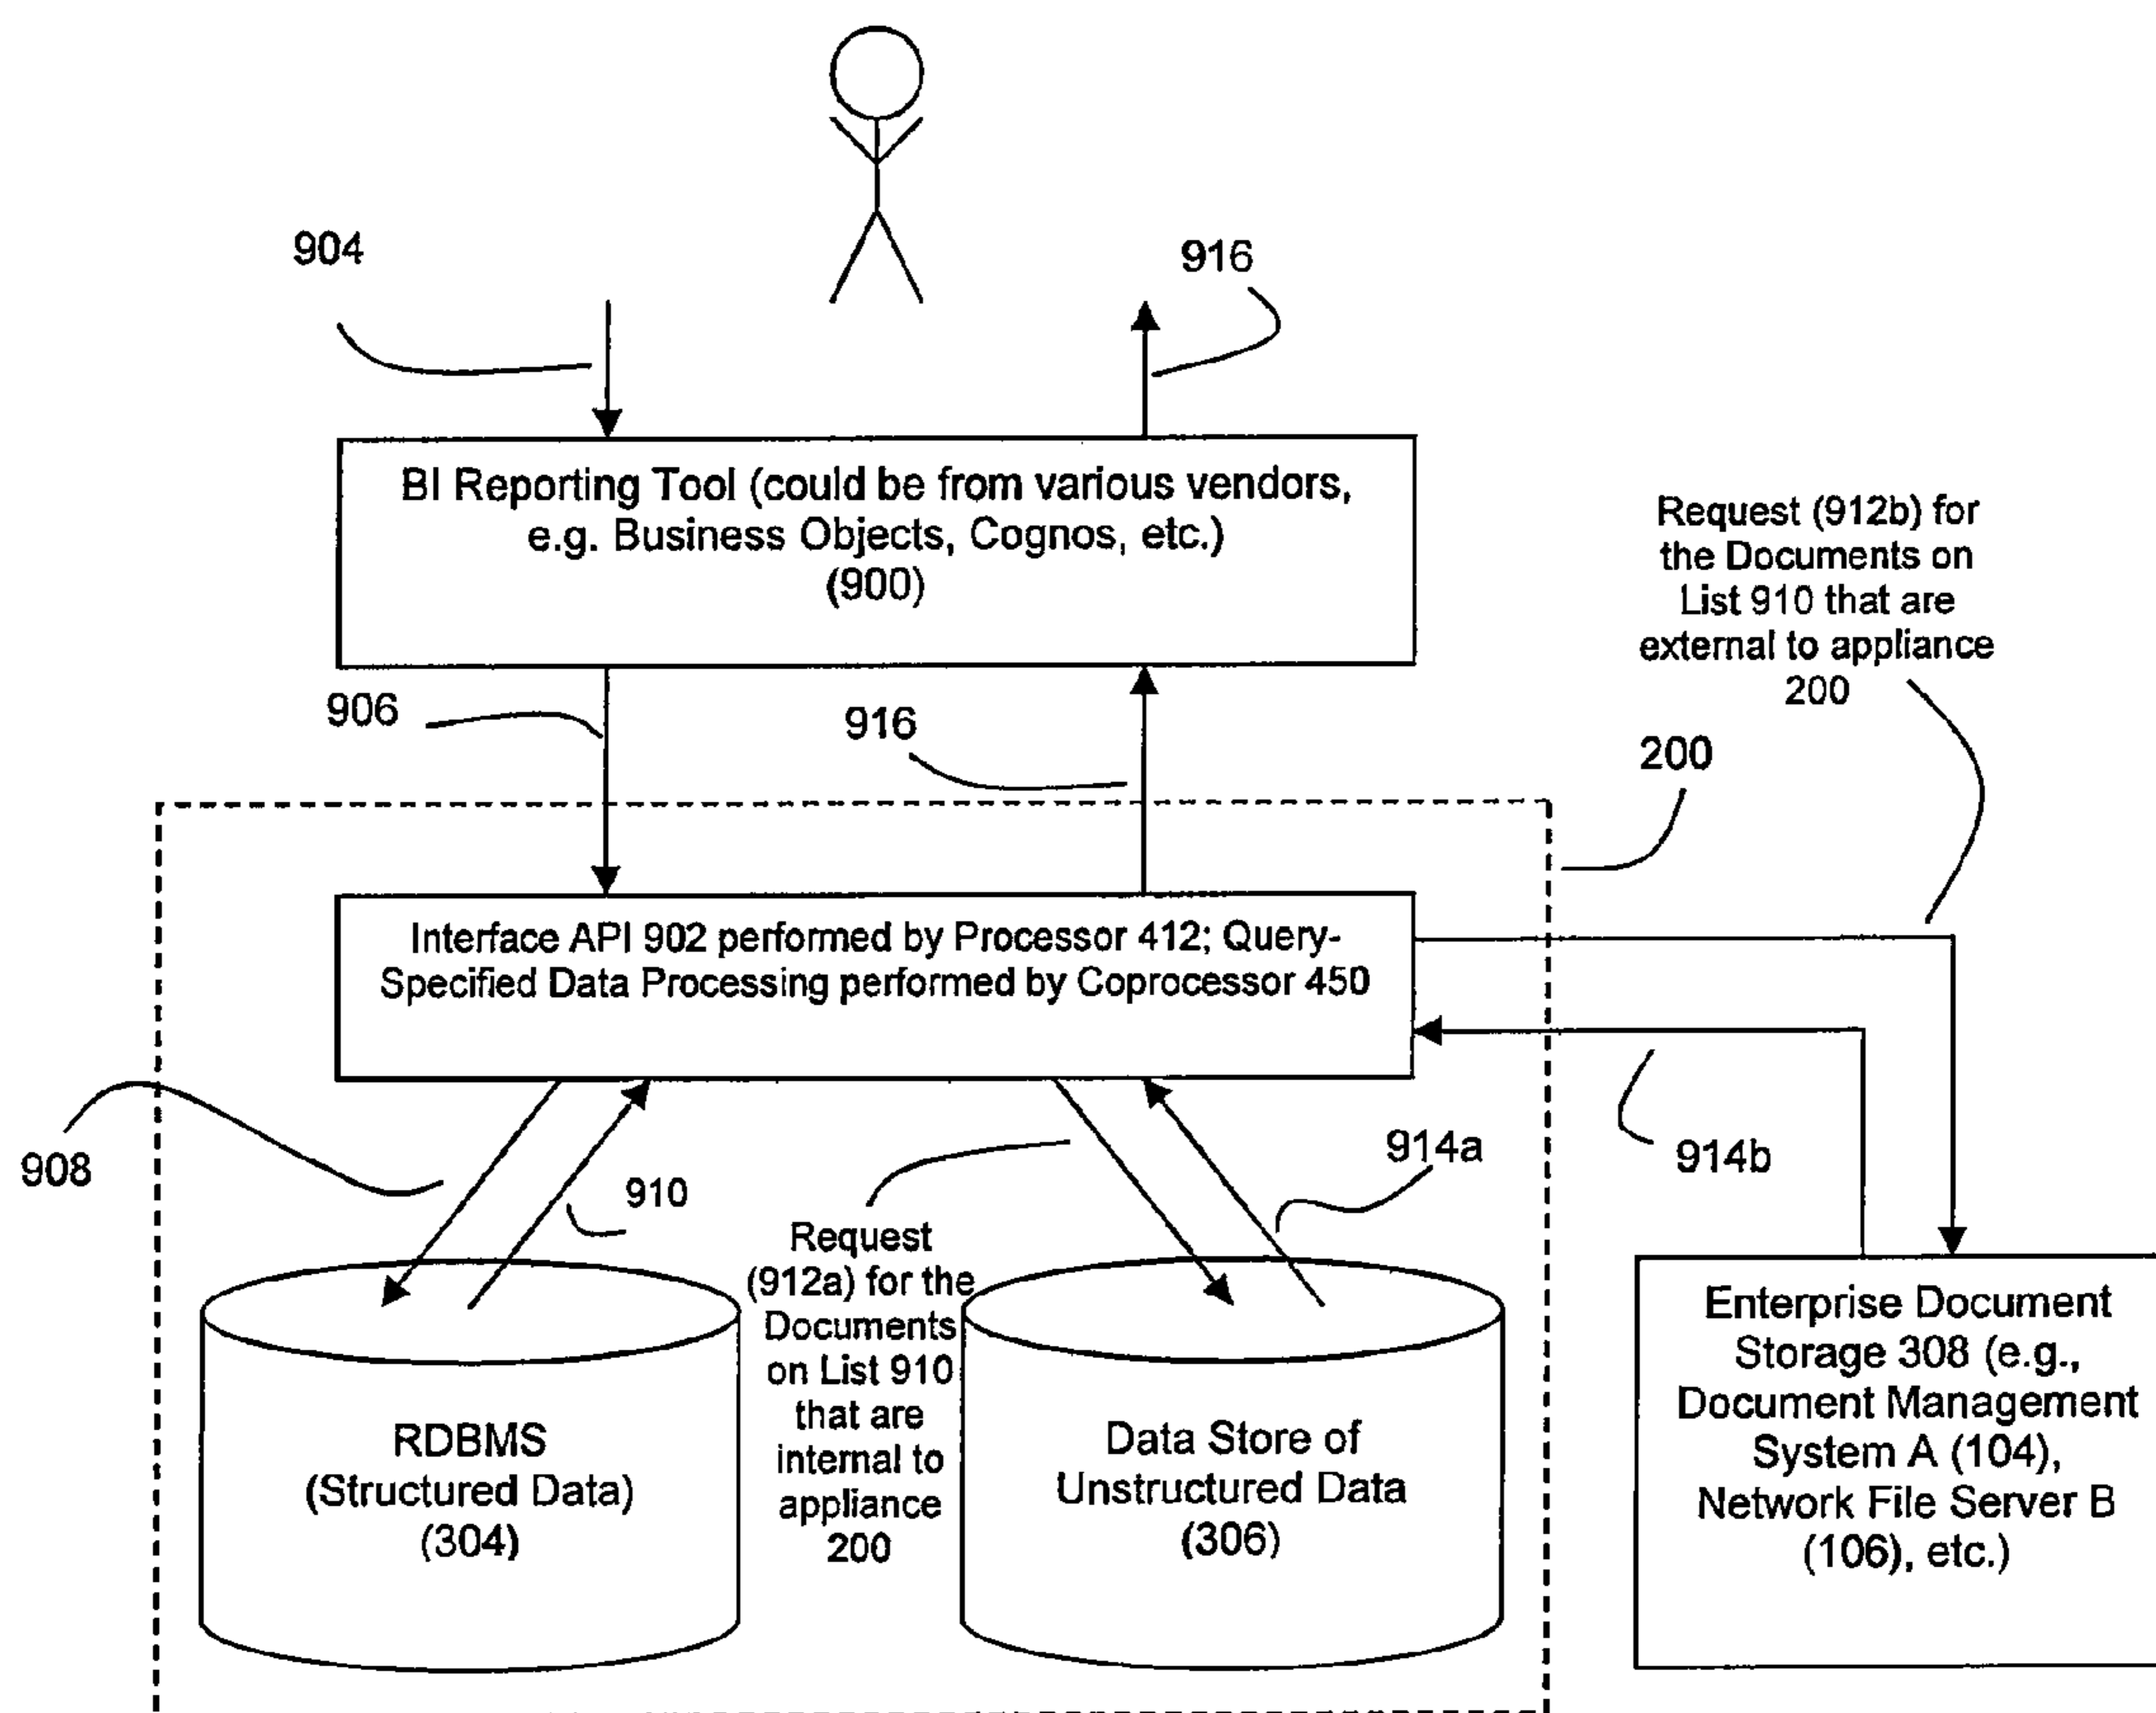 904
916
BI Reporting Tool (could be from various vendors,
e.g. Business Objects, Cognos, etc.)
(900)
Request (912b) for
the Documents on
List 910 that are
external to appliance
200
906
916
200
Interface API 902 performed by Processor 412; Query-
Specified Data Processing performed by Coprocessor 450
908
910
914a
914b
Request
(912a) for the
Documents
on List 910
that are
internal to
appliance
200
RDBMS
(Structured Data)
(304)
Data Store of
Unstructured Data
(306)
Enterprise Document
Storage 308 (e.g.,
Document Management
System A (104),
Network File Server B
(106), etc.)